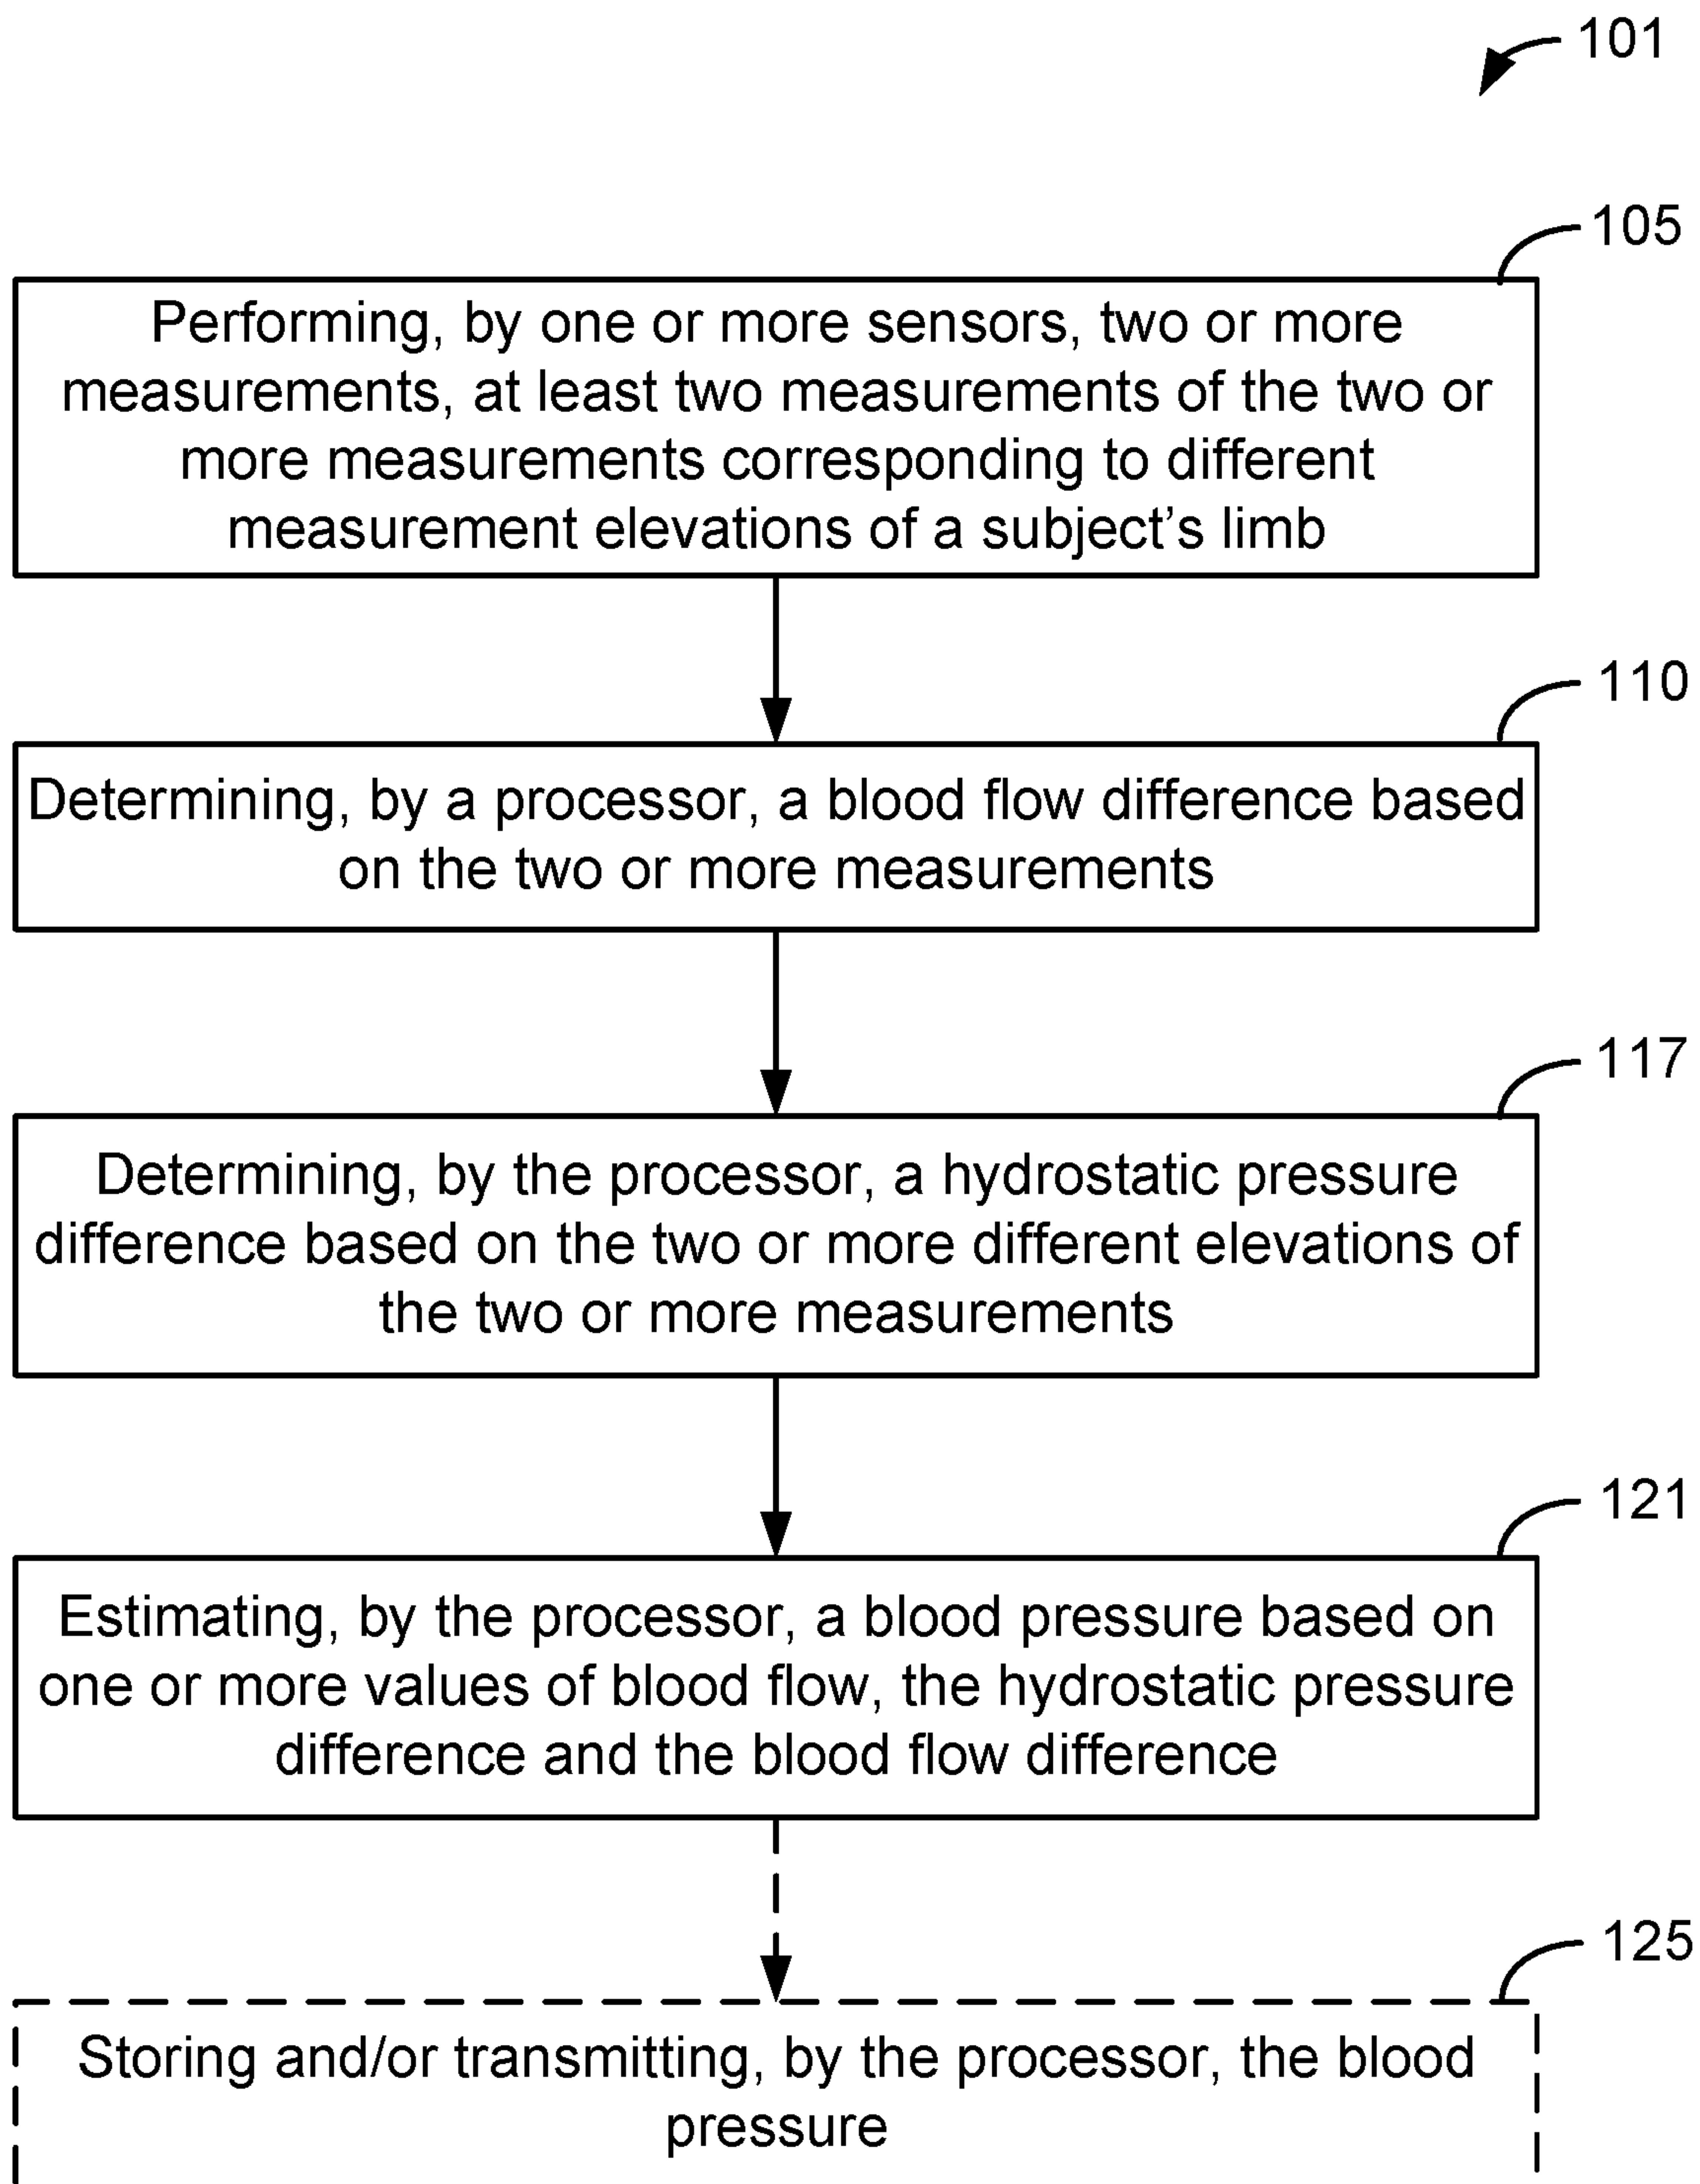 101
105
Performing, by one or more sensors, two or more
measurements, at least two measurements of the two or
more measurements corresponding to different
measurement elevations of a subject’s limb
110
Determining, by a processor, a blood flow difference based
on the two or more measurements
117
Determining, by the processor, a hydrostatic pressure
difference based on the two or more different elevations of
the two or more measurements
121
Estimating, by the processor, a blood pressure based on
one or more values of blood flow, the hydrostatic pressure
difference and the blood flow difference
125
Storing and/or transmitting, by the processor, the blood
pressure